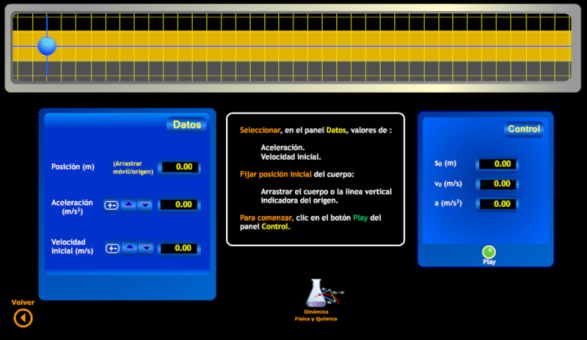 Datos
Posición (m)
(Arrastrar
móvil/origen)
0.00
Aceleración
(m/s²)
0.00
Velocidad
inicial (m/s)
0.00
Seleccionar, en el panel Datos, valores de :
Aceleración.
Velocidad inicial.
Fijar posición inicial del cuerpo:
Arrastrar el cuerpo o la línea vertical
indicadora del origen.
Para comenzar, clic en el botón Play del
panel Control.
Control
S₀ (m)
0.00
v₀ (m/s)
0.00
a (m/s²)
0.00
Play
Volver
Dinámica
Física y Química